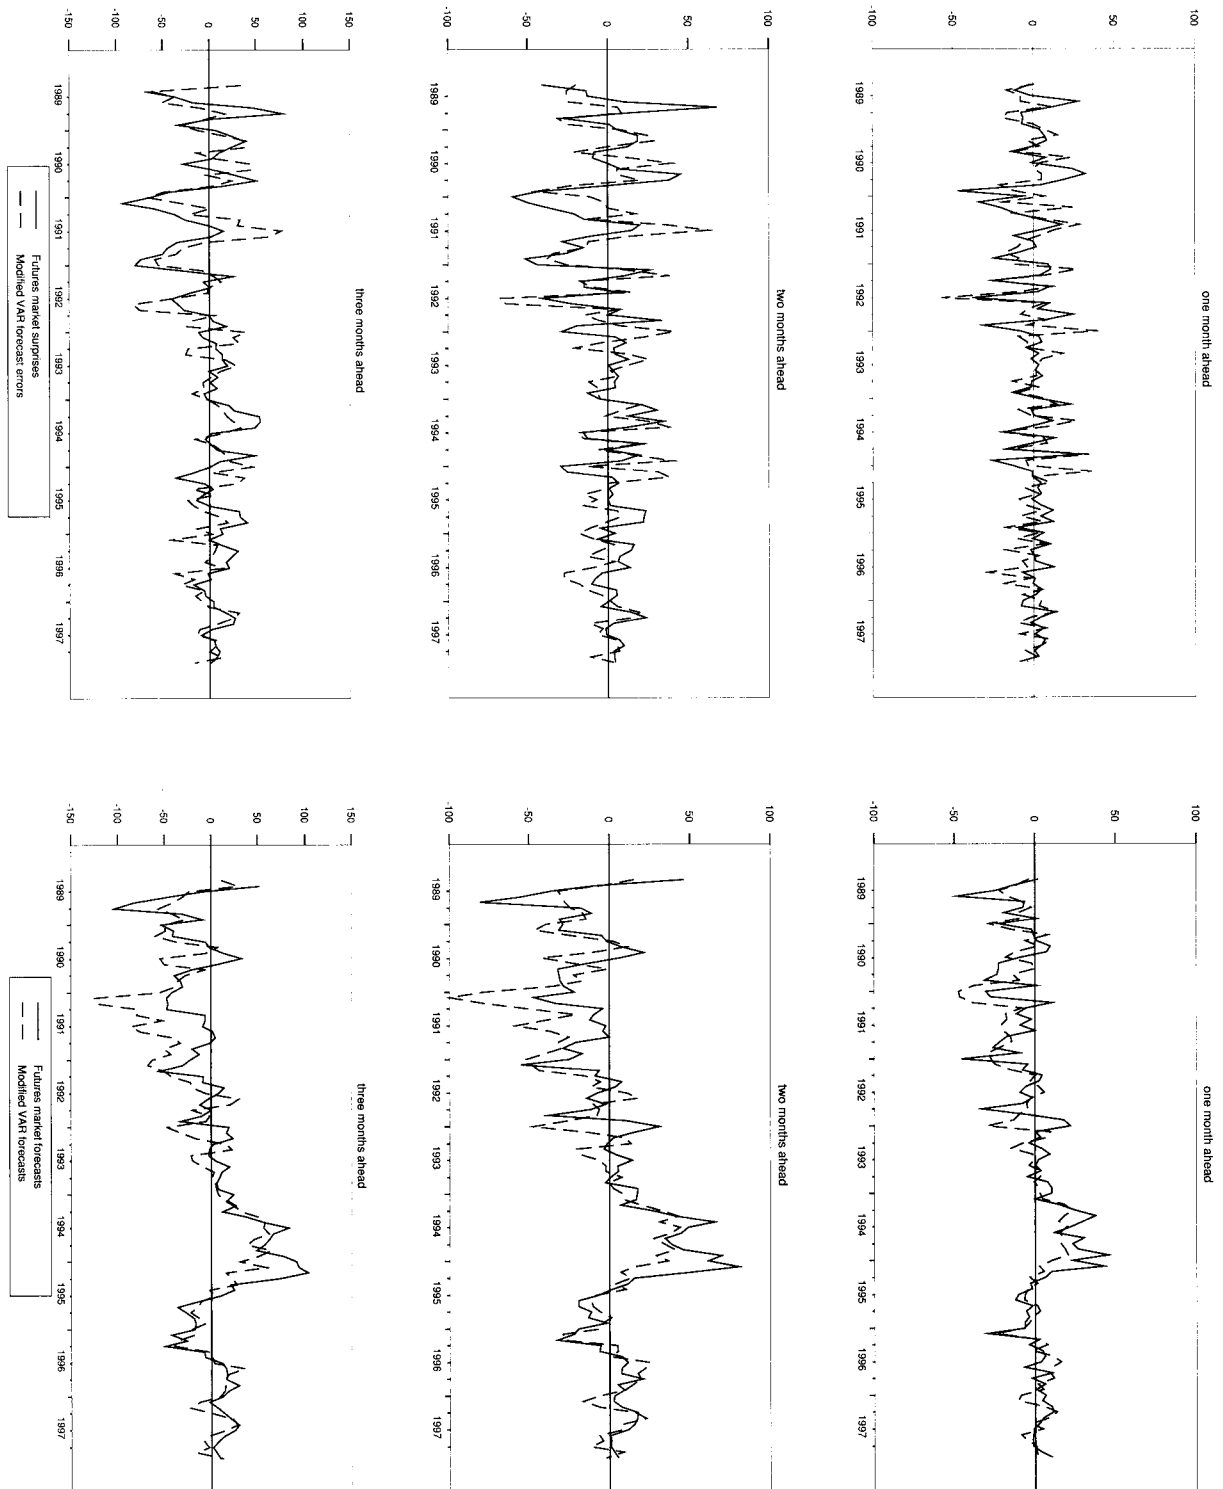 one month ahead
100
50
0
-50
-100
1989 1990 1991 1992 1993 1994 1995 1996 1997
two months ahead
100
50
0
-50
-100
1989 1990 1991 1992 1993 1994 1995 1996 1997
three months ahead
150
100
50
0
-50
-100
-150
1989 1990 1991 1992 1993 1994 1995 1996 1997
Futures market surprises
Modified VAR forecast errors
one month ahead
100
50
0
-50
-100
1989 1990 1991 1992 1993 1994 1995 1996 1997
two months ahead
100
50
0
-50
-100
1989 1990 1991 1992 1993 1994 1995 1996 1997
three months ahead
150
100
50
0
-50
-100
-150
1989 1990 1991 1992 1993 1994 1995 1996 1997
Futures market forecasts
Modified VAR forecasts